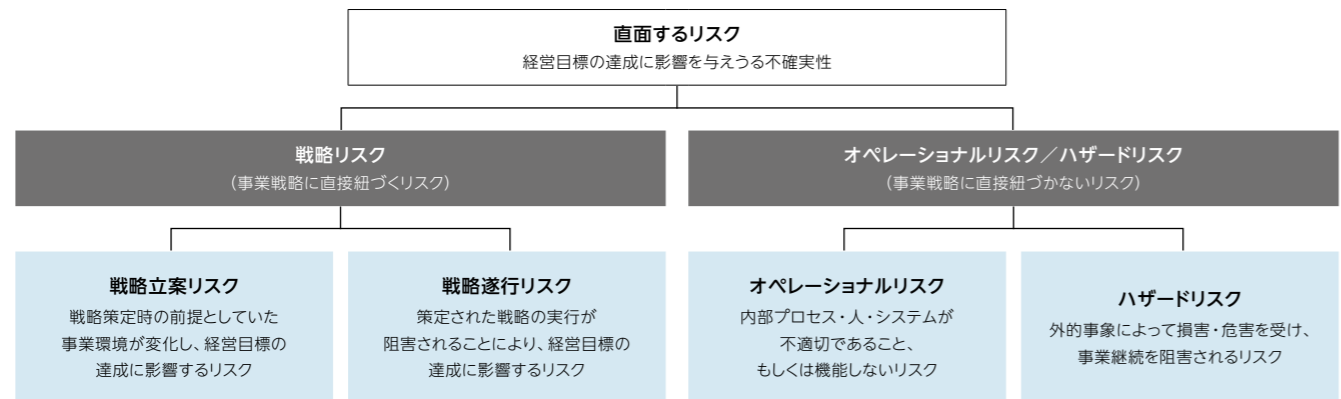 直面するリスク
経営目標の達成に影響を与えうる不確実性
戦略リスク
(事業戦略に直接紐づくリスク)
オペレーショナルリスク／ハザードリスク
(事業戦略に直接紐づかないリスク)
戦略立案リスク
戦略策定時の前提としていた
事業環境が変化し、経営目標の
達成に影響するリスク
戦略遂行リスク
策定された戦略の実行が
阻害されることにより、経営目標の
達成に影響するリスク
オペレーショナルリスク
内部プロセス・人・システムが
不適切であること、
もしくは機能しないリスク
ハザードリスク
外的事象によって損害・危害を受け、
事業継続を阻害されるリスク